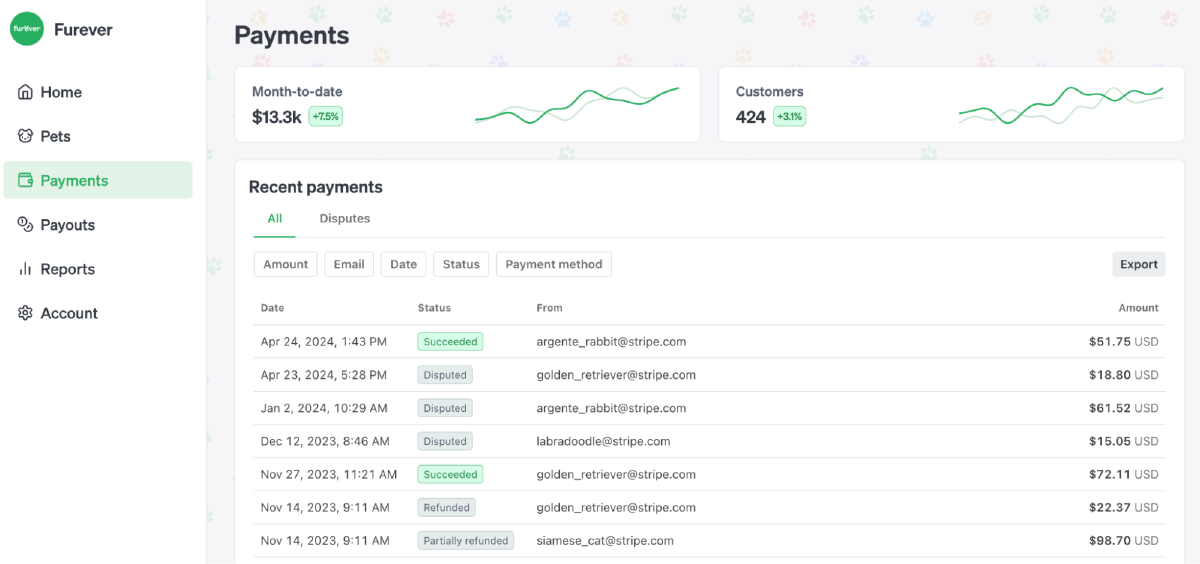 furever Furever
Payments
Home
Pets
Payments
Payouts
Reports
Account
Month-to-date
$13.3k +7.5%
Customers
424 +3.1%
Recent payments
All Disputes
Amount Email Date Status Payment method Export
Date Status From Amount
Apr 24, 2024, 1:43 PM Succeeded argente_rabbit@stripe.com $51.75 USD
Apr 23, 2024, 5:28 PM Disputed golden_retriever@stripe.com $18.80 USD
Jan 2, 2024, 10:29 AM Disputed argente_rabbit@stripe.com $61.52 USD
Dec 12, 2023, 8:46 AM Disputed labradoodle@stripe.com $15.05 USD
Nov 27, 2023, 11:21 AM Succeeded golden_retriever@stripe.com $72.11 USD
Nov 14, 2023, 9:11 AM Refunded golden_retriever@stripe.com $22.37 USD
Nov 14, 2023, 9:11 AM Partially refunded siamese_cat@stripe.com $98.70 USD